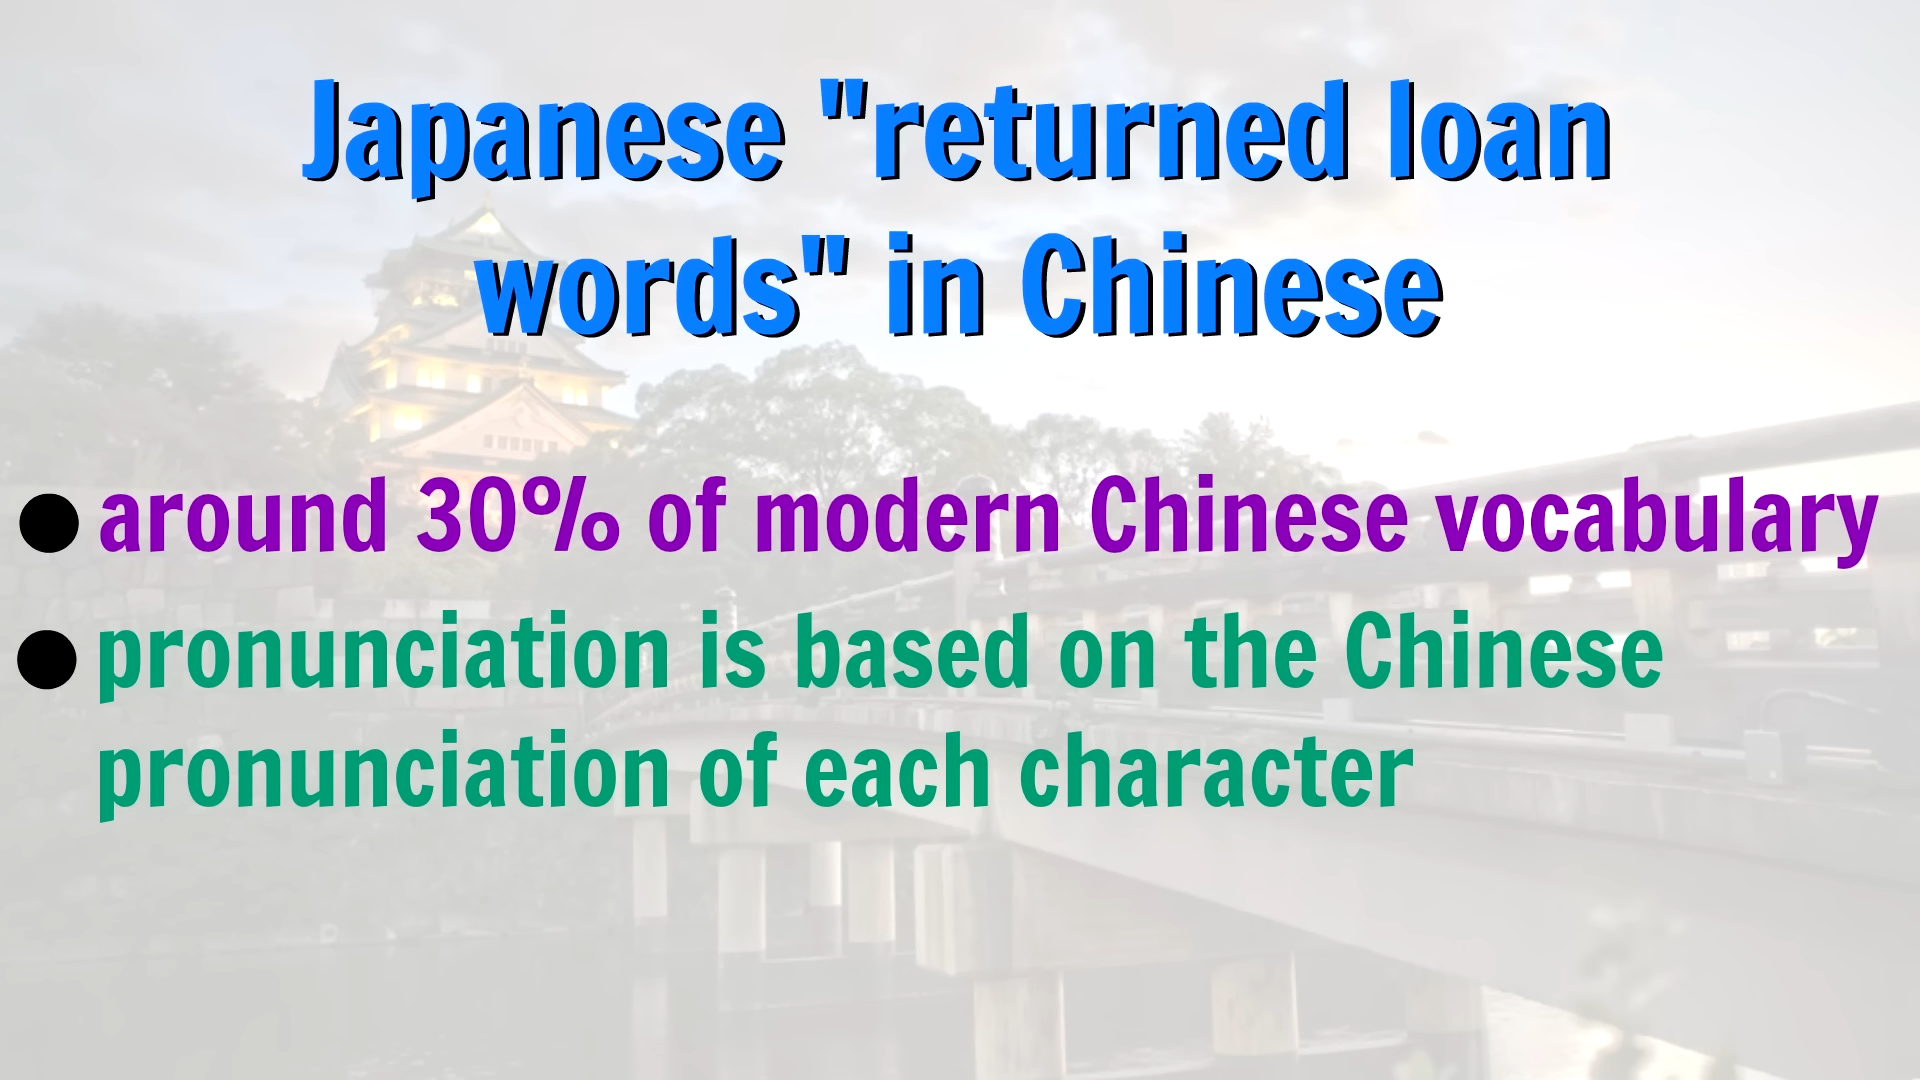 Japanese "returned loan
words" in Chinese
● around 30% of modern Chinese vocabulary
● pronunciation is based on the Chinese
pronunciation of each character